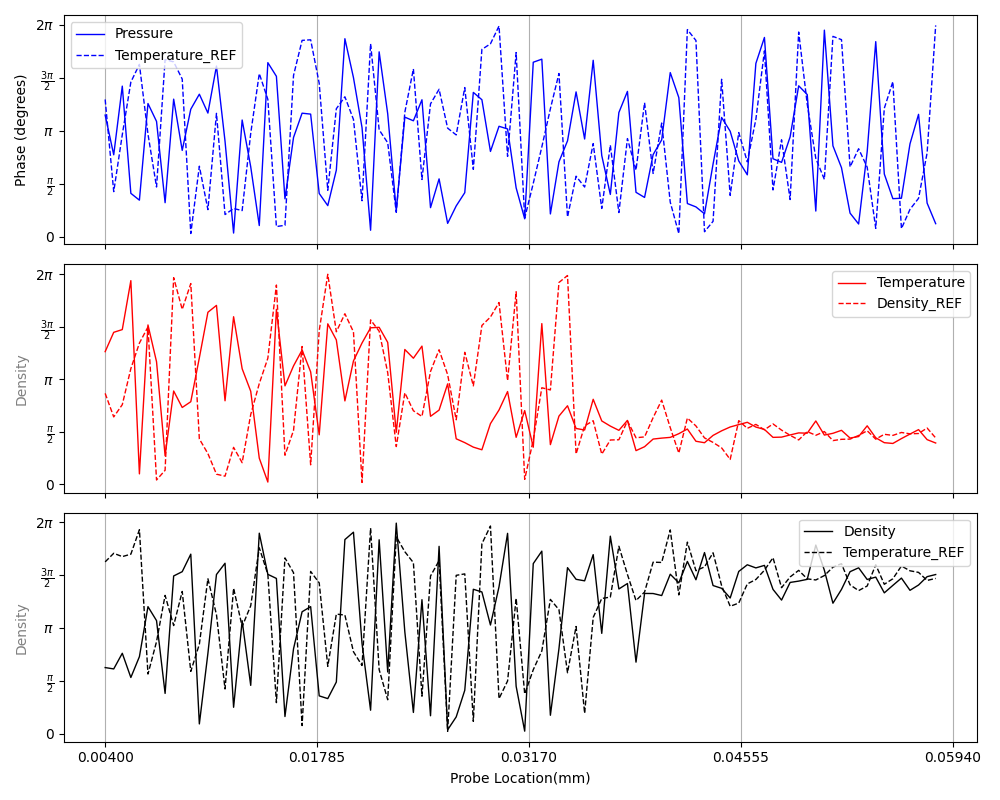 Phase (degrees)
2π
3π/2
π
π/2
0
Pressure
Temperature_REF
Density
2π
3π/2
π
π/2
0
Temperature
Density_REF
Density
2π
3π/2
π
π/2
0
Density
Temperature_REF
0.00400 0.01785 0.03170 0.04555 0.05940
Probe Location(mm)